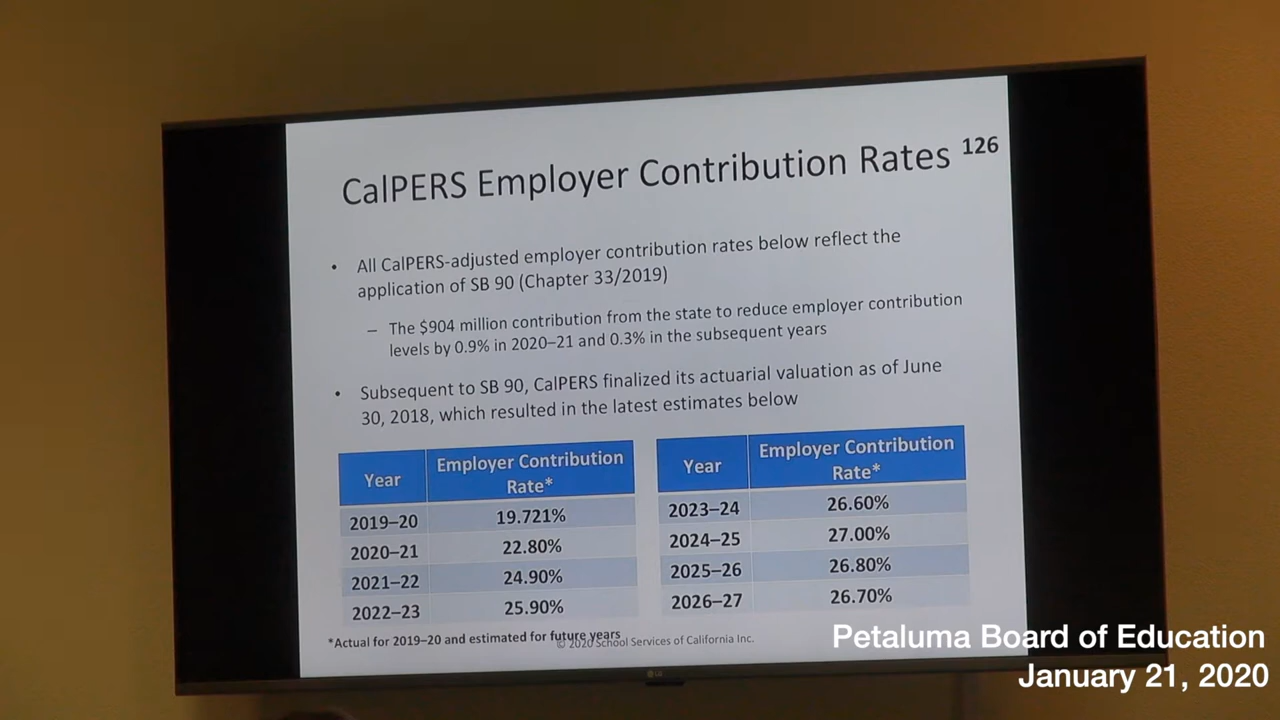 CalPERS Employer Contribution Rates 126
• All CalPERS-adjusted employer contribution rates below reflect the
application of SB 90 (Chapter 33/2019)
– The $904 million contribution from the state to reduce employer contribution
levels by 0.9% in 2020–21 and 0.3% in the subsequent years
• Subsequent to SB 90, CalPERS finalized its actuarial valuation as of June
30, 2018, which resulted in the latest estimates below
Year Employer Contribution
Rate*
2019–20 19.721%
2020–21 22.80%
2021–22 24.90%
2022–23 25.90%
Year Employer Contribution
Rate*
2023–24 26.60%
2024–25 27.00%
2025–26 26.80%
2026–27 26.70%
*Actual for 2019–20 and estimated for future years
© 2020 School Services of California Inc.
LG
Petaluma Board of Education
January 21, 2020